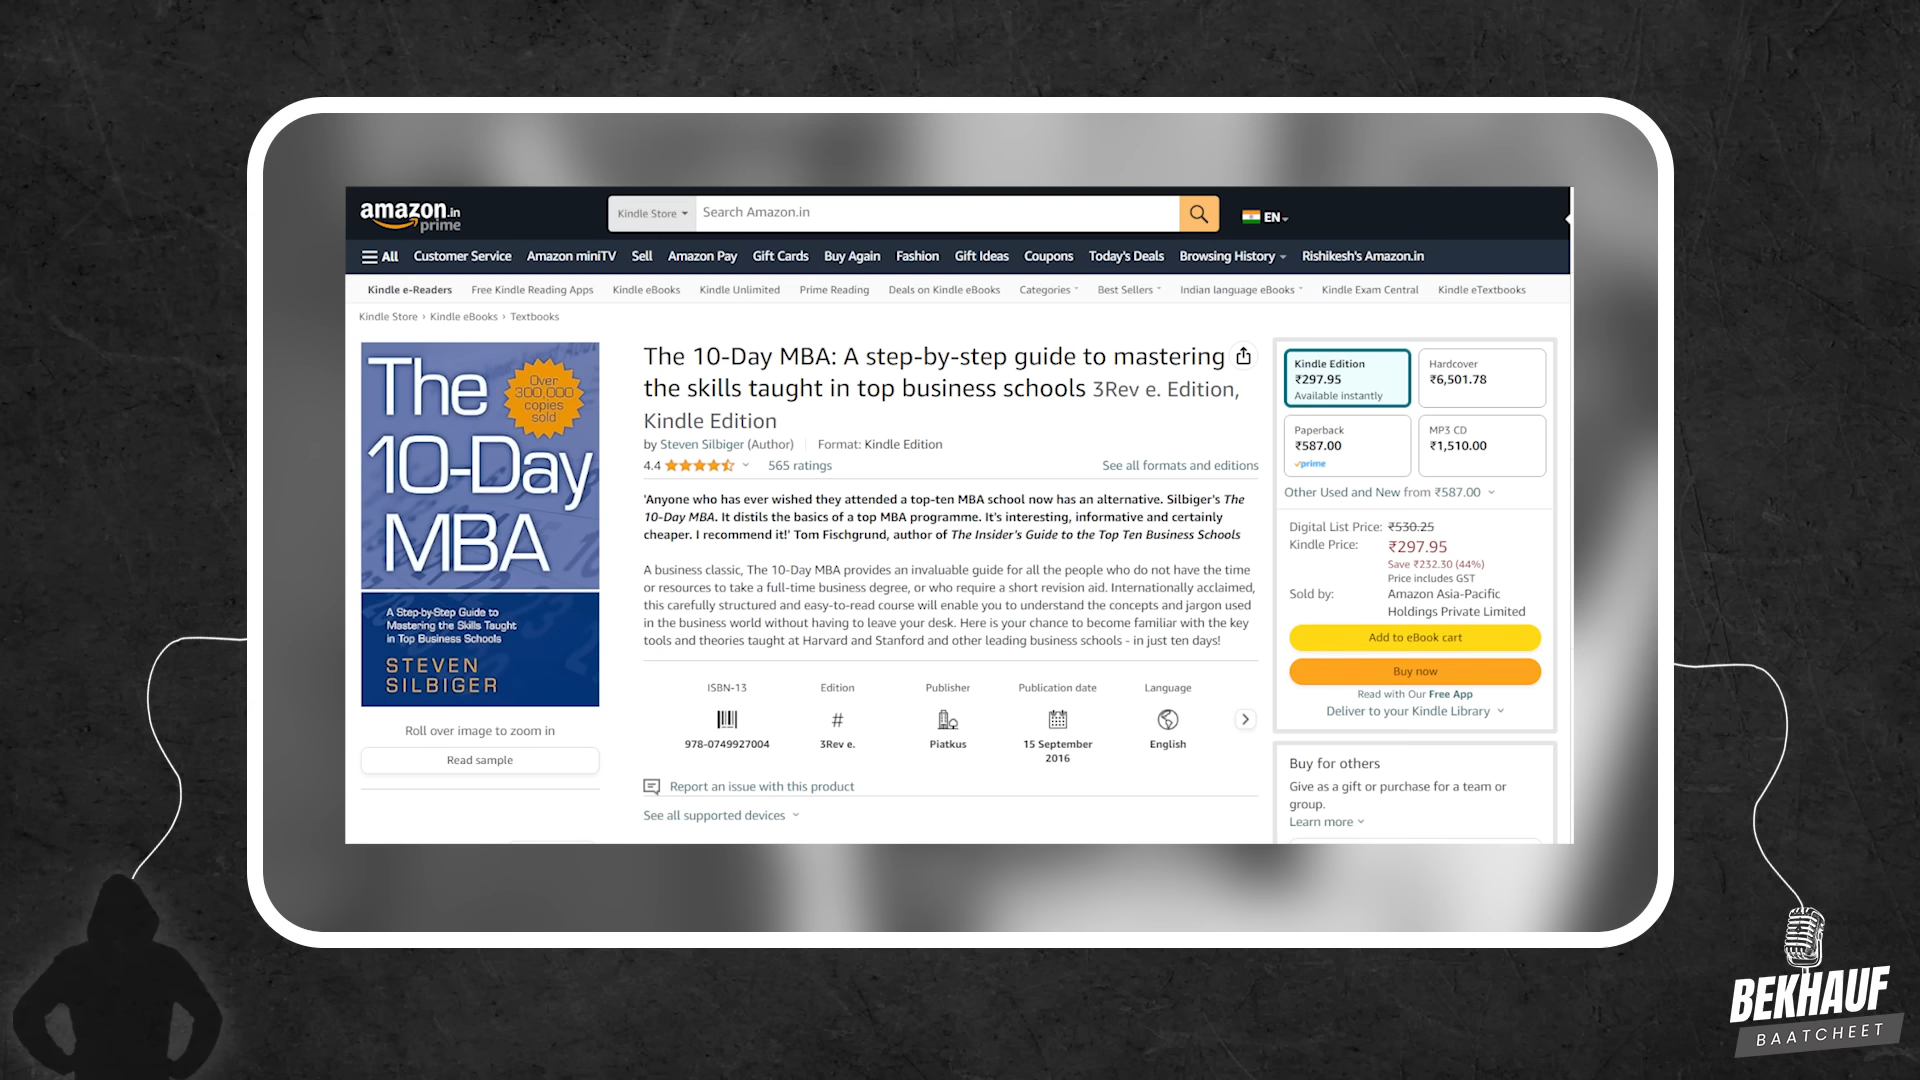 amazon.in
prime
Kindle Store
Search Amazon.in
EN
All
Customer Service
Amazon miniTV
Sell
Amazon Pay
Gift Cards
Buy Again
Fashion
Gift Ideas
Coupons
Today's Deals
Browsing History
Rishikesh's Amazon.in
Kindle e-Readers
Free Kindle Reading Apps
Kindle eBooks
Kindle Unlimited
Prime Reading
Deals on Kindle eBooks
Categories
Best Sellers
Indian language eBooks
Kindle Exam Central
Kindle eTextbooks
Kindle Store › Kindle eBooks › Textbooks
The
10-Day
MBA
Over
300,000
copies
sold
A Step-by-Step Guide to
Mastering the Skills Taught
in Top Business Schools
STEVEN
SILBIGER
Roll over image to zoom in
Read sample
The 10-Day MBA: A step-by-step guide to mastering
the skills taught in top business schools 3Rev e. Edition,
Kindle Edition
by Steven Silbiger (Author)
Format: Kindle Edition
4.4
565 ratings
See all formats and editions
'Anyone who has ever wished they attended a top-ten MBA school now has an alternative. Silbiger's The
10-Day MBA. It distils the basics of a top MBA programme. It's interesting, informative and certainly
cheaper. I recommend it!' Tom Fischgrund, author of The Insider's Guide to the Top Ten Business Schools
A business classic, The 10-Day MBA provides an invaluable guide for all the people who do not have the time
or resources to take a full-time business degree, or who require a short revision aid. Internationally acclaimed,
this carefully structured and easy-to-read course will enable you to understand the concepts and jargon used
in the business world without having to leave your desk. Here is your chance to become familiar with the key
tools and theories taught at Harvard and Stanford and other leading business schools - in just ten days!
ISBN-13
978-0749927004
Edition
#
3Rev e.
Publisher
Piatkus
Publication date
15 September
2016
Language
English
Report an issue with this product
See all supported devices
Kindle Edition
₹297.95
Available instantly
Hardcover
₹6,501.78
Paperback
₹587.00
prime
MP3 CD
₹1,510.00
Other Used and New from ₹587.00
Digital List Price: ₹530.25
Kindle Price: ₹297.95
Save ₹232.30 (44%)
Price includes GST
Sold by: Amazon Asia-Pacific
Holdings Private Limited
Add to eBook cart
Buy now
Read with Our Free App
Deliver to your Kindle Library
Buy for others
Give as a gift or purchase for a team or
group.
Learn more
BEKHAUF
BAATCHEET